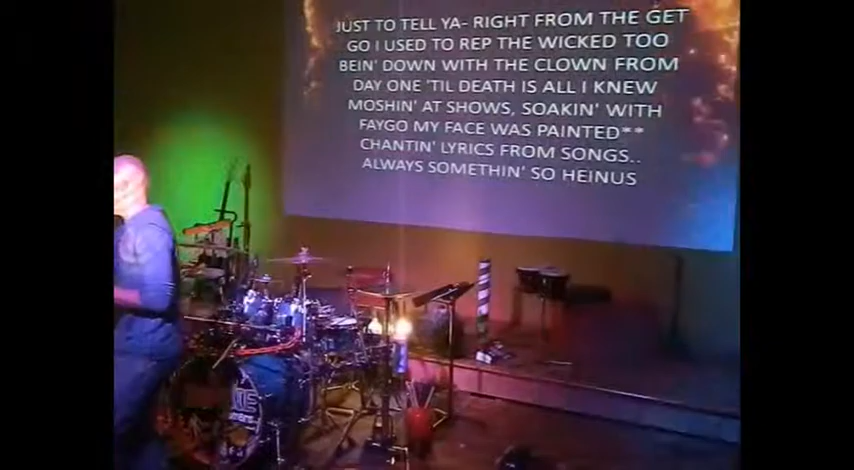 JUST TO TELL YA- RIGHT FROM THE GET
GO I USED TO REP THE WICKED TOO
BEIN' DOWN WITH THE CLOWN FROM
DAY ONE 'TIL DEATH IS ALL I KNEW
MOSHIN' AT SHOWS, SOAKIN' WITH
FAYGO MY FACE WAS PAINTED **
CHANTIN' LYRICS FROM SONGS..
ALWAYS SOMETHIN' SO HEINUS